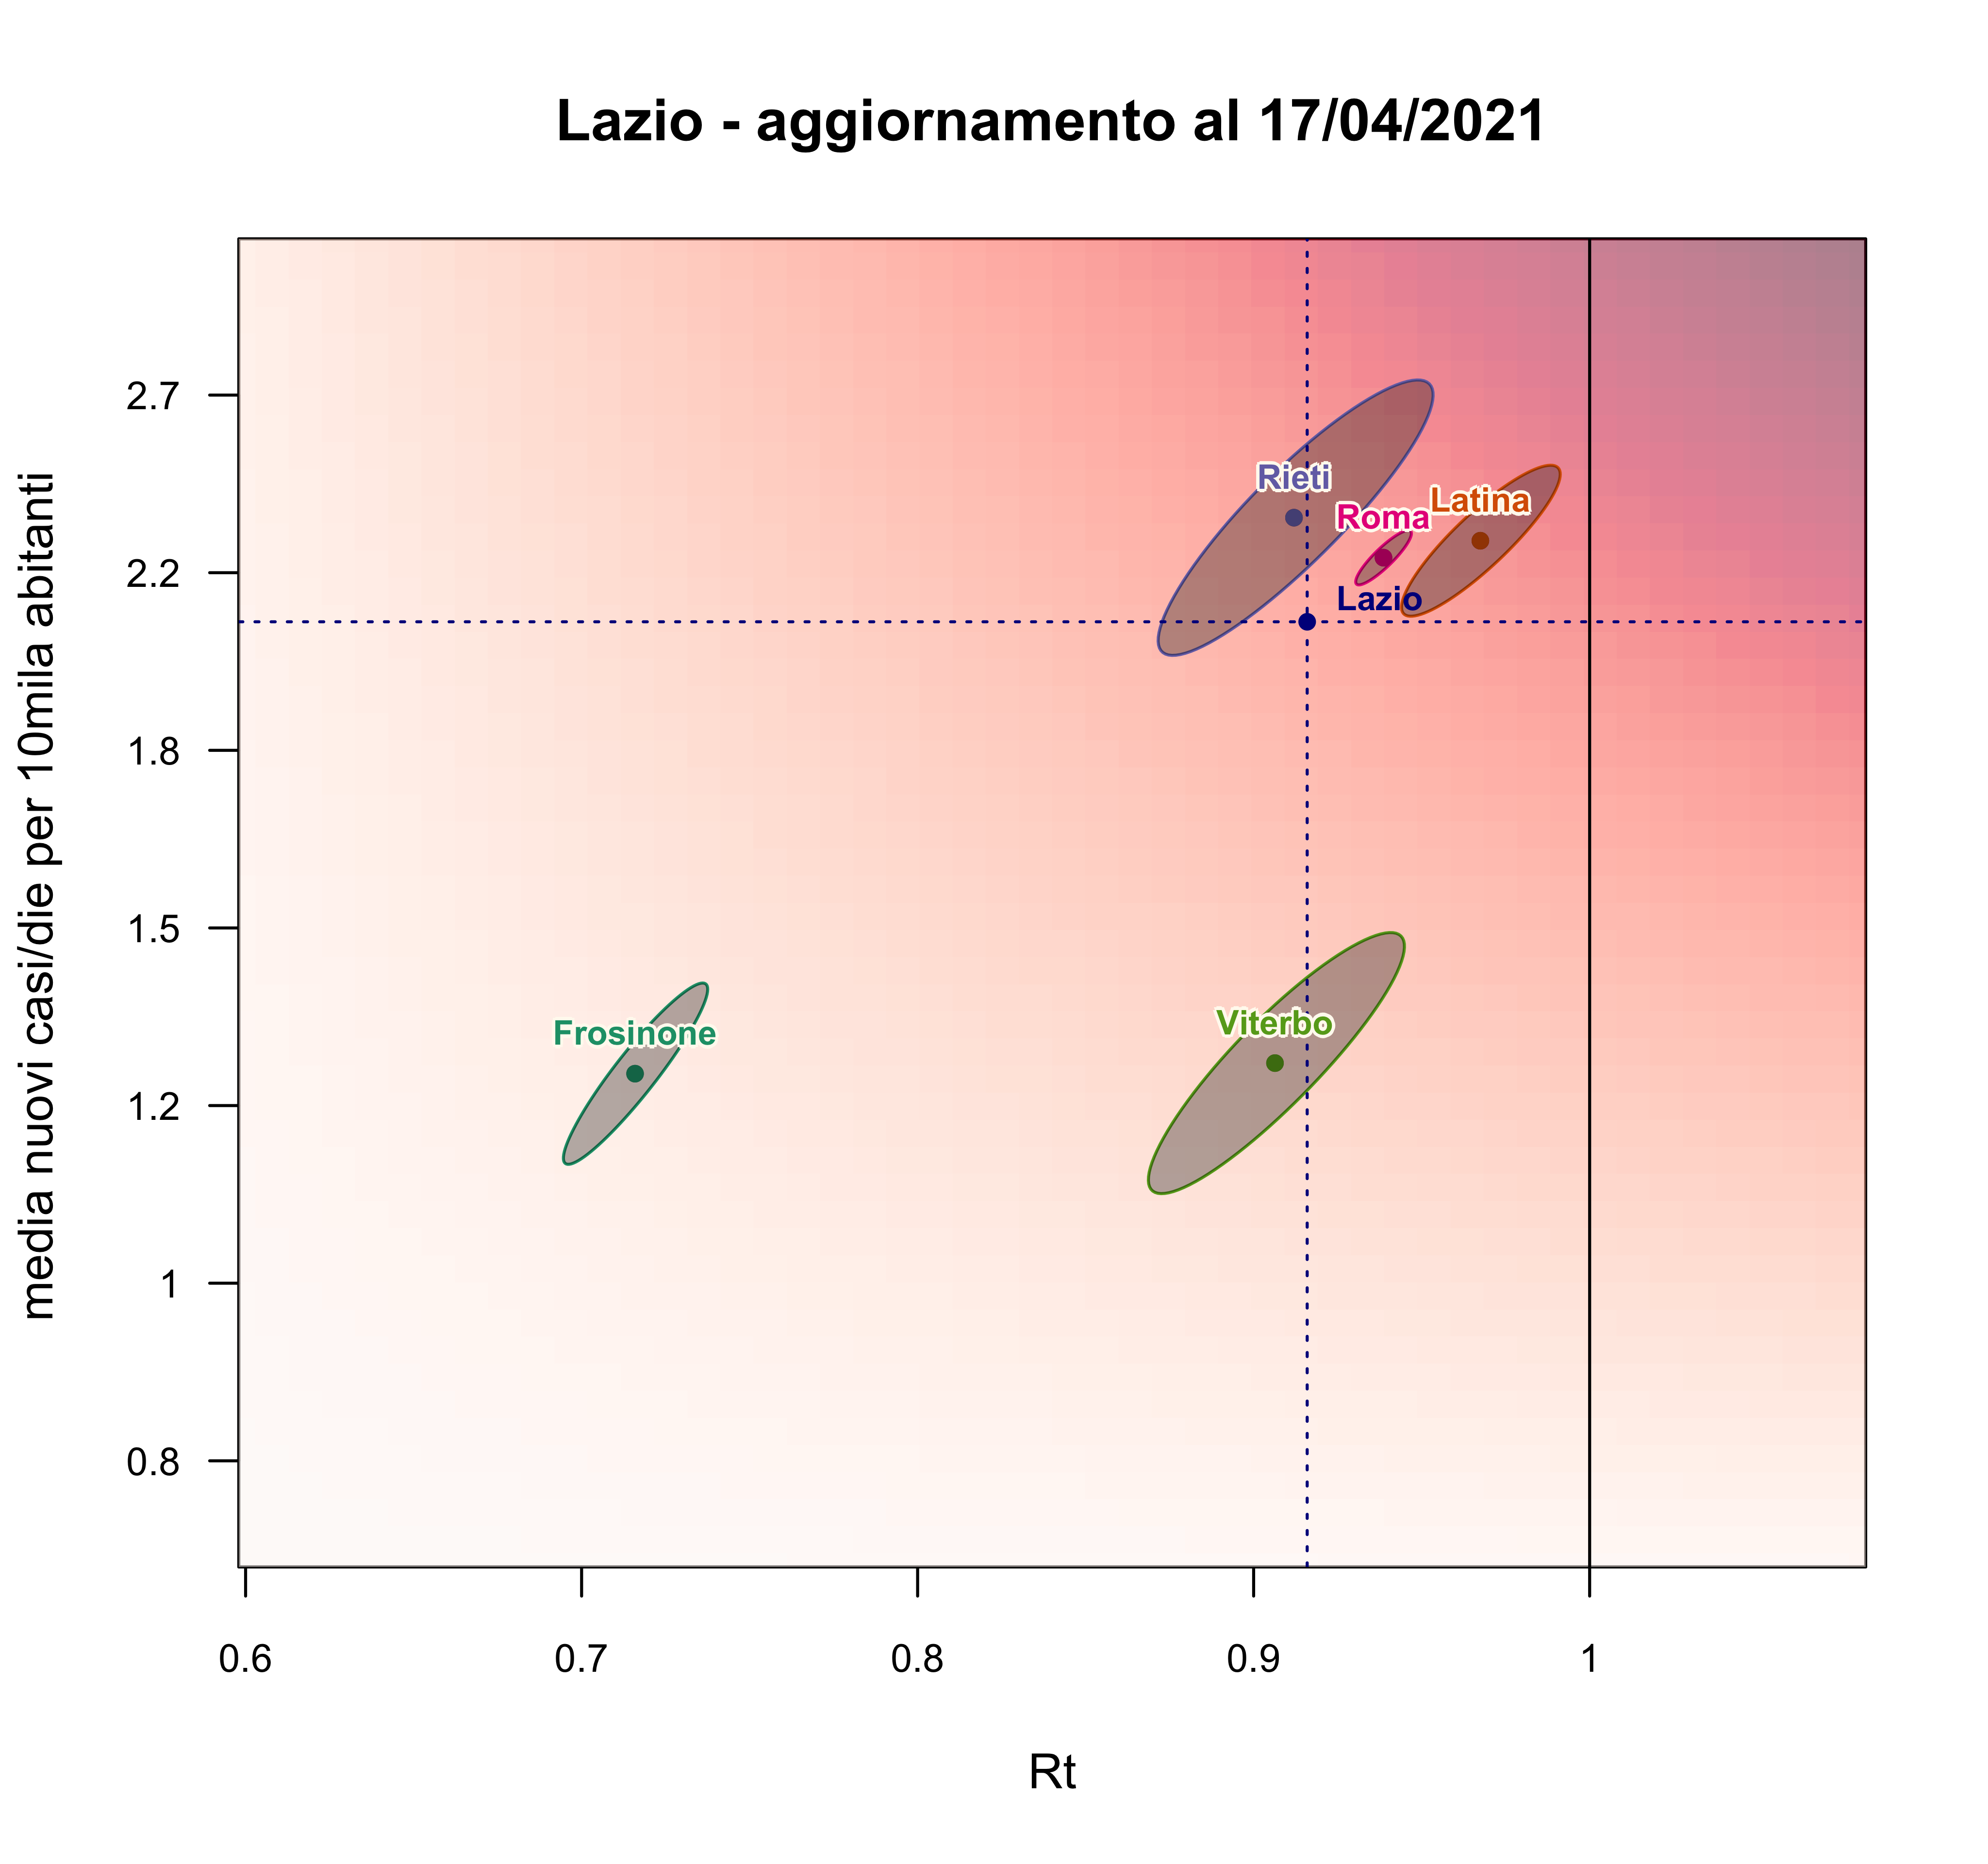 Lazio - aggiornamento al 17/04/2021
media nuovi casi/die per 10mila abitanti
2.7
2.2
1.8
1.5
1.2
1
0.8
Rieti
Latina
Roma
Lazio
Viterbo
Frosinone
0.6 0.7 0.8 0.9 1
Rt